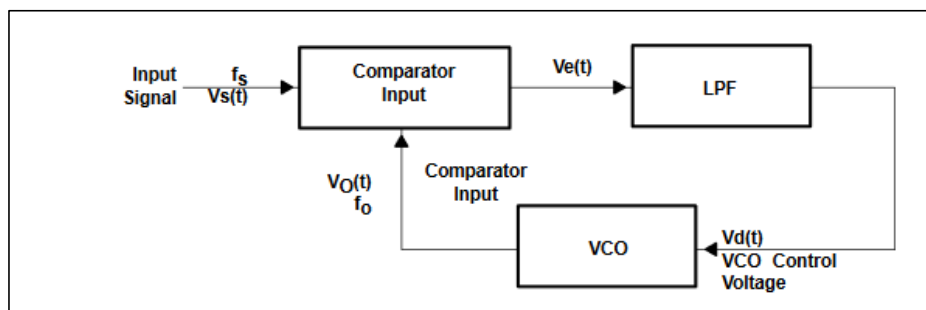 Input
Signal
fs
Vs(t)
Comparator
Input
Ve(t)
LPF
VO(t)
fo
Comparator
Input
VCO
Vd(t)
VCO Control
Voltage